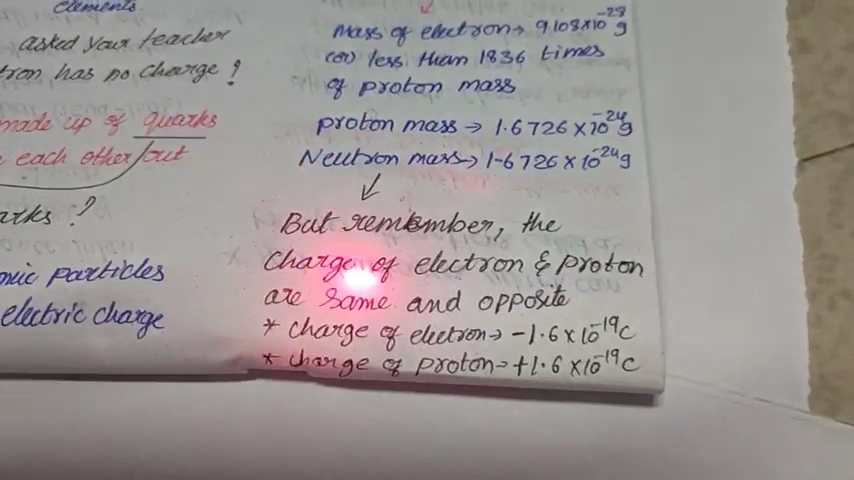 elements.
asked your teacher
tron has no charge?
made up of quarks
each other/out
arks?
mic particles
electric charge
Mass of electron → 9.108×10⁻²⁸g
(or) less than 1836 times
of proton mass
proton mass → 1.6726×10⁻²⁴g
Neutron mass → 1-6726×10⁻²⁴g
But remember, the
Charge of electron & proton
are same and opposite
* charge of electron → -1.6×10⁻¹⁹C
* charge of proton → +1.6×10⁻¹⁹C